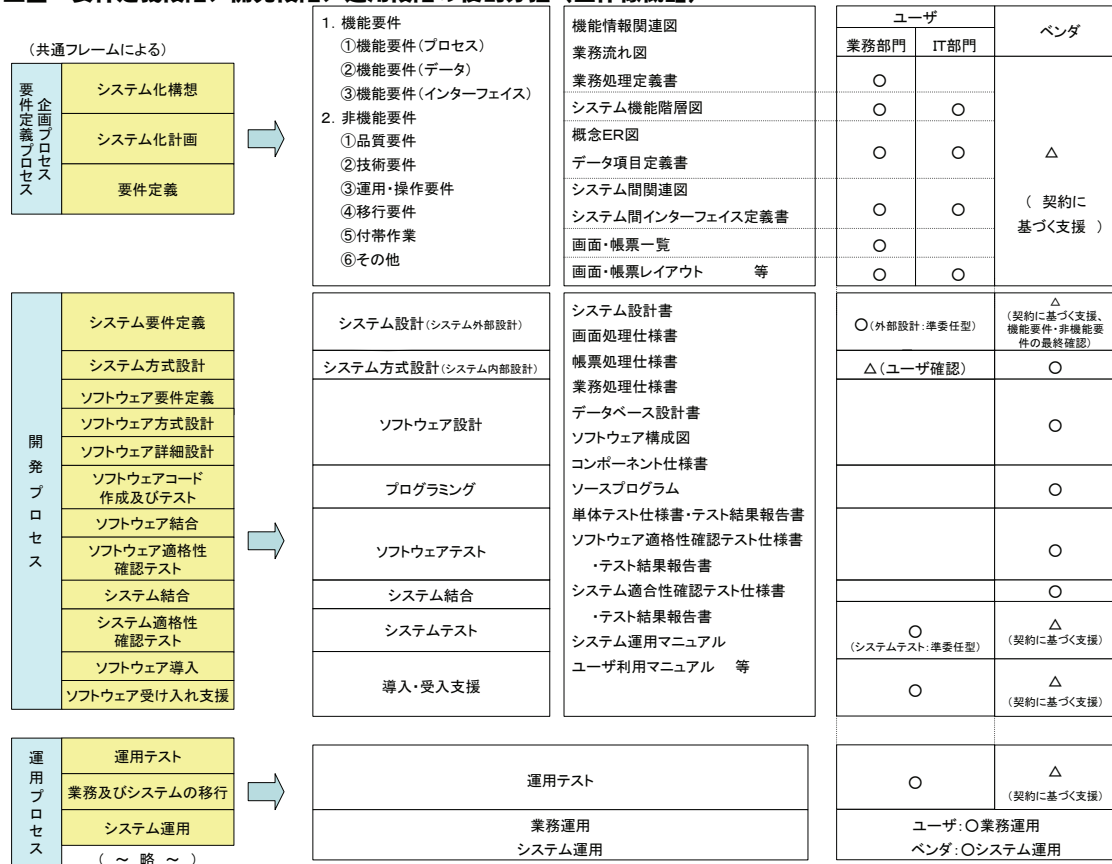 (共通フレームによる)
企画プロセス
要件定義プロセス
システム化構想
システム化計画
要件定義
1. 機能要件
①機能要件(プロセス)
②機能要件(データ)
③機能要件(インターフェイス)
2. 非機能要件
①品質要件
②技術要件
③運用・操作要件
④移行要件
⑤付帯作業
⑥その他
機能情報関連図
業務流れ図
業務処理定義書
システム機能階層図
概念ER図
データ項目定義書
システム間関連図
システム間インターフェイス定義書
画面・帳票一覧
画面・帳票レイアウト 等
ユーザ
ベンダ
業務部門 IT部門
○
○ ○
○ ○ △
○ ○
○
○ ○
( 契約に
基づく支援 )
開発プロセス
システム要件定義
システム方式設計
ソフトウェア要件定義
ソフトウェア方式設計
ソフトウェア詳細設計
ソフトウェアコード
作成及びテスト
ソフトウェア結合
ソフトウェア適格性
確認テスト
システム結合
システム適格性
確認テスト
ソフトウェア導入
ソフトウェア受け入れ支援
システム設計(システム外部設計)
システム方式設計(システム内部設計)
ソフトウェア設計
プログラミング
ソフトウェアテスト
システム結合
システムテスト
導入・受入支援
システム設計書
画面処理仕様書
帳票処理仕様書
業務処理仕様書
データベース設計書
ソフトウェア構成図
コンポーネント仕様書
ソースプログラム
単体テスト仕様書・テスト結果報告書
ソフトウェア適格性確認テスト仕様書
・テスト結果報告書
システム適合性確認テスト仕様書
・テスト結果報告書
システム運用マニュアル
ユーザ利用マニュアル 等
○(外部設計:準委任型)
△
(契約に基づく支援、
機能要件・非機能要
件の最終確認)
△(ユーザ確認) ○
○
○
○
○
○
(システムテスト:準委任型)
△
(契約に基づく支援)
○
△
(契約に基づく支援)
運用プロセス
運用テスト
業務及びシステムの移行
システム運用
( ~ 略 ~ )
運用テスト
業務運用
システム運用
○
△
(契約に基づく支援)
ユーザ:○業務運用
ベンダ:○システム運用